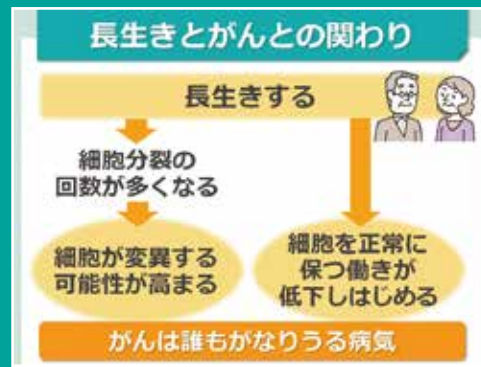 長生きとがんとの関わり
長生きする
細胞分裂の
回数が多くなる
細胞が変異する
可能性が高まる
細胞を正常に
保つ働きが
低下しはじめる
がんは誰もがなりうる病気